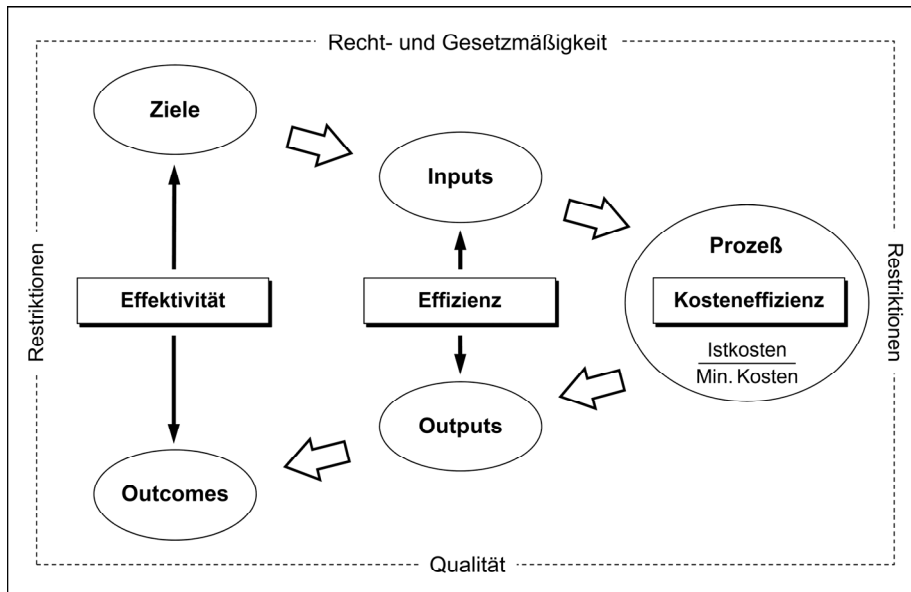 Recht- und Gesetzmäßigkeit
Ziele
Inputs
Prozeß
Restriktionen
Effektivität
Effizienz
Kosteneffizienz
Restriktionen
Istkosten
Min. Kosten
Outputs
Outcomes
Qualität